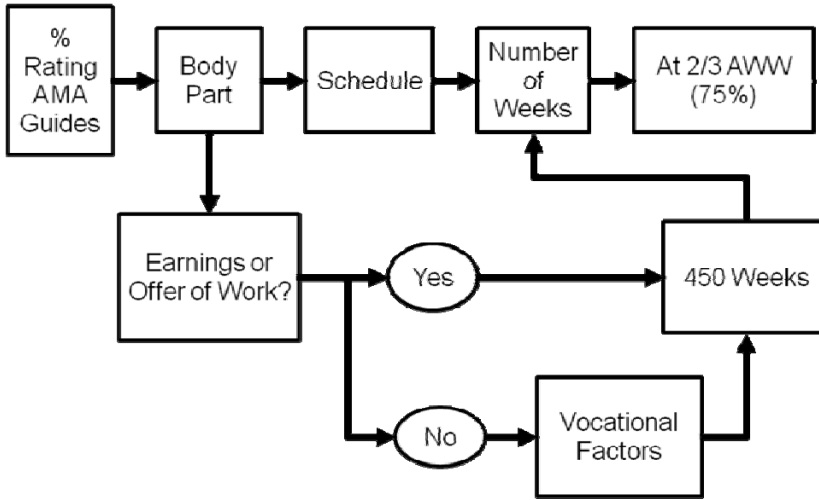 %
Rating
AMA
Guides
Body
Part
Schedule
Number
of
Weeks
At 2/3 AWW
(75%)
Earnings or
Offer of Work?
Yes
450 Weeks
No
Vocational
Factors